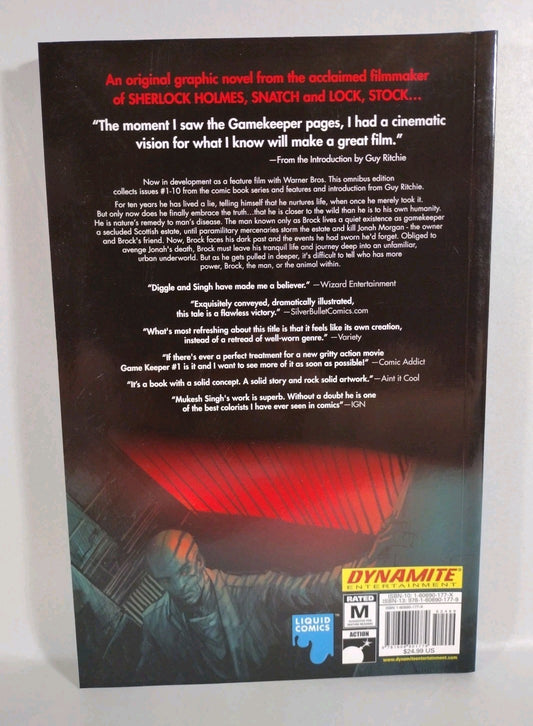 An original graphic novel from the acclaimed filmmaker
of SHERLOCK HOLMES, SNATCH and LOCK, STOCK...
"The moment I saw the Gamekeeper pages, I had a cinematic
vision for what I know will make a great film."
—From the Introduction by Guy Ritchie
Now in development as a feature film with Warner Bros. This omnibus edition
collects issues #1-10 from the comic book series and features and introduction from Guy Ritchie.
For ten years he has lived a lie, telling himself that he nurtures life, when once he merely took it.
But only now does he finally embrace the truth...that he is closer to the wild than he is to his own humanity.
He is nature's remedy to man's disease. The man known only as Brock lives a quiet existence as gamekeeper
a secluded Scottish estate, until paramilitary mercenaries storm the estate and kill Jonah Morgan - the owner
and Brock's friend. Now, Brock faces his dark past and the events he had sworn he'd forget. Obliged to
avenge Jonah's death, Brock must leave his tranquil life and journey deep into an unfamiliar,
urban underworld. But as he gets pulled in deeper, it's difficult to tell who has more
power, Brock, the man, or the animal within.
"Diggle and Singh have made me a believer." —Wizard Entertainment
"Exquisitely conveyed, dramatically illustrated,
this tale is a flawless victory." —SilverBulletComics.com
"What's most refreshing about this title is that it feels like its own creation,
instead of a retread of well-worn genre." —Variety
"If there's ever a perfect treatment for a new gritty action movie
Game Keeper #1 is it and I want to see more of it as soon as possible!" —Comic Addict
"It's a book with a solid concept. A solid story and rock solid artwork."—Aint it Cool
"Mukesh Singh's work is superb. Without a doubt he is one
of the best colorists I have ever seen in comics"—IGN
DYNAMITE
ENTERTAINMENT
ISBN-10: 1-60690-177-X
ISBN-13: 978-1-60690-177-9
RATED
M
ACTION
LIQUID
COMICS
TM
$24.99 US
www.dynamiteentertainment.com